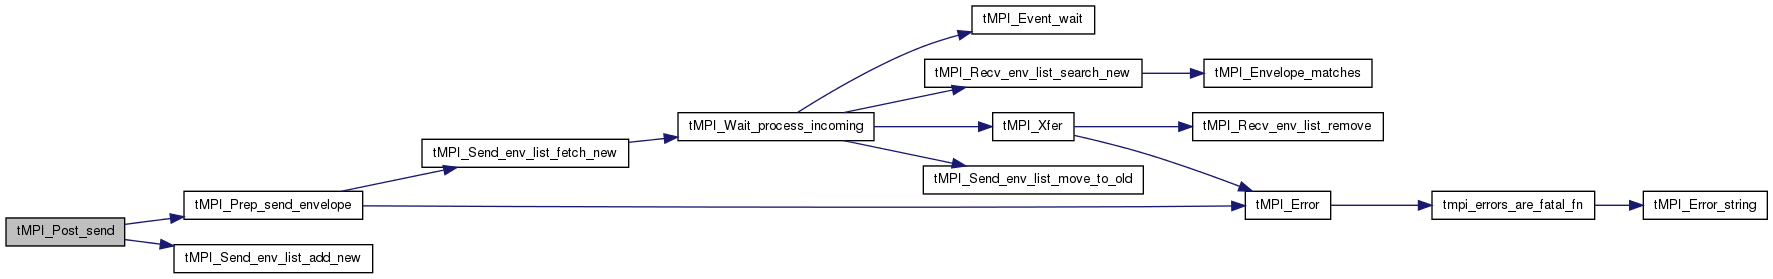 tMPI_Event_wait
tMPI_Recv_env_list_search_new
tMPI_Envelope_matches
tMPI_Wait_process_incoming
tMPI_Xfer
tMPI_Recv_env_list_remove
tMPI_Send_env_list_fetch_new
tMPI_Send_env_list_move_to_old
tMPI_Prep_send_envelope
tMPI_Error
tmpi_errors_are_fatal_fn
tMPI_Error_string
tMPI_Post_send
tMPI_Send_env_list_add_new